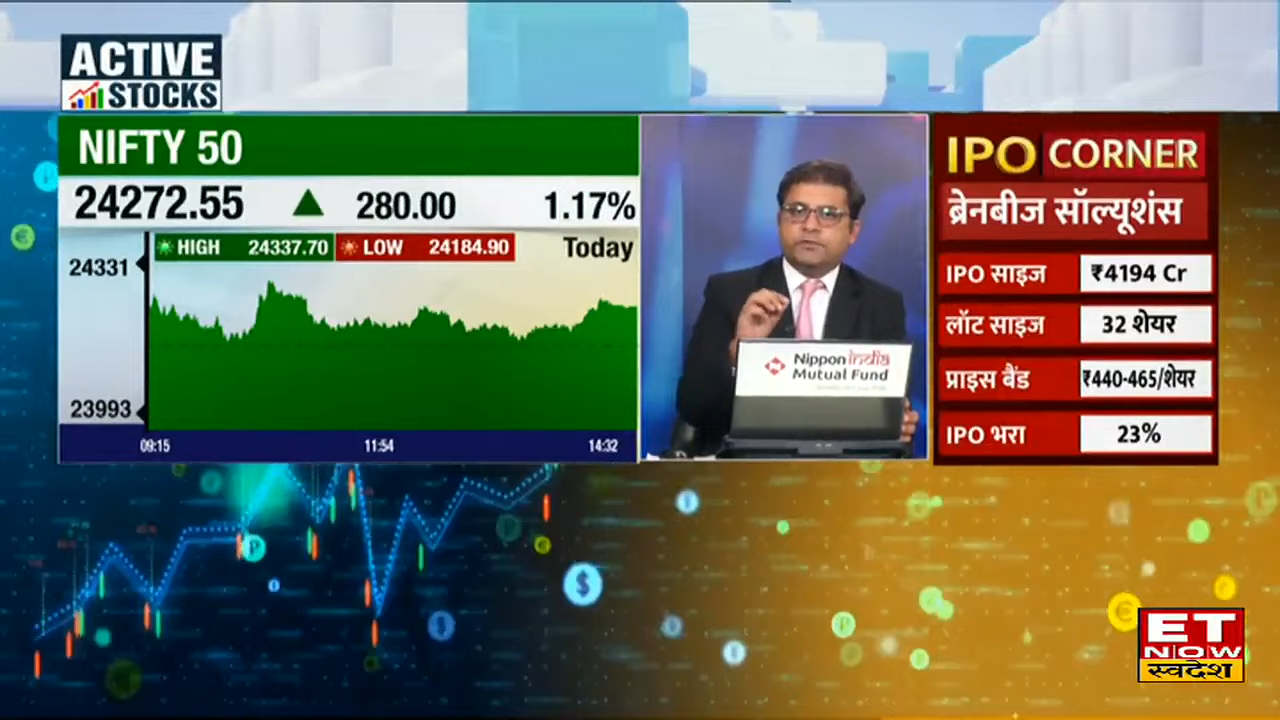 ACTIVE
STOCKS
NIFTY 50
24272.55 ▲ 280.00 1.17%
HIGH 24337.70 LOW 24184.90 Today
24331
23993
09:15 11:54 14:32
Nippon india
Mutual Fund
IPO CORNER
ब्रेनबीज सॉल्यूशंस
IPO साइज ₹4194 Cr
लॉट साइज 32 शेयर
प्राइस बैंड ₹440-465/शेयर
IPO भरा 23%
ET
NOW
स्वदेश